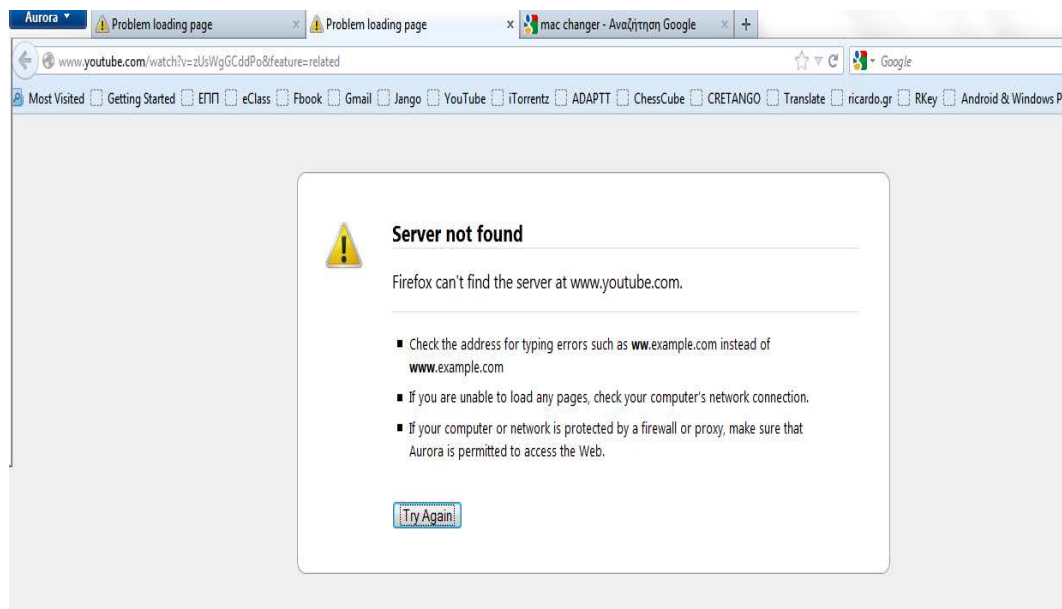 Aurora
Problem loading page
Problem loading page
mac changer - Αναζήτηση Google
www.youtube.com/watch?v=zUsWgGCddPo&feature=related
Google
Most Visited Getting Started ΕΠΠ eClass Fbook Gmail Jango YouTube iTorrentz ADAPTT ChessCube CRETANGO Translate ricardo.gr RKey Android & Windows P
Server not found
Firefox can't find the server at www.youtube.com.
Check the address for typing errors such as ww.example.com instead of
www.example.com
If you are unable to load any pages, check your computer's network connection.
If your computer or network is protected by a firewall or proxy, make sure that
Aurora is permitted to access the Web.
Try Again